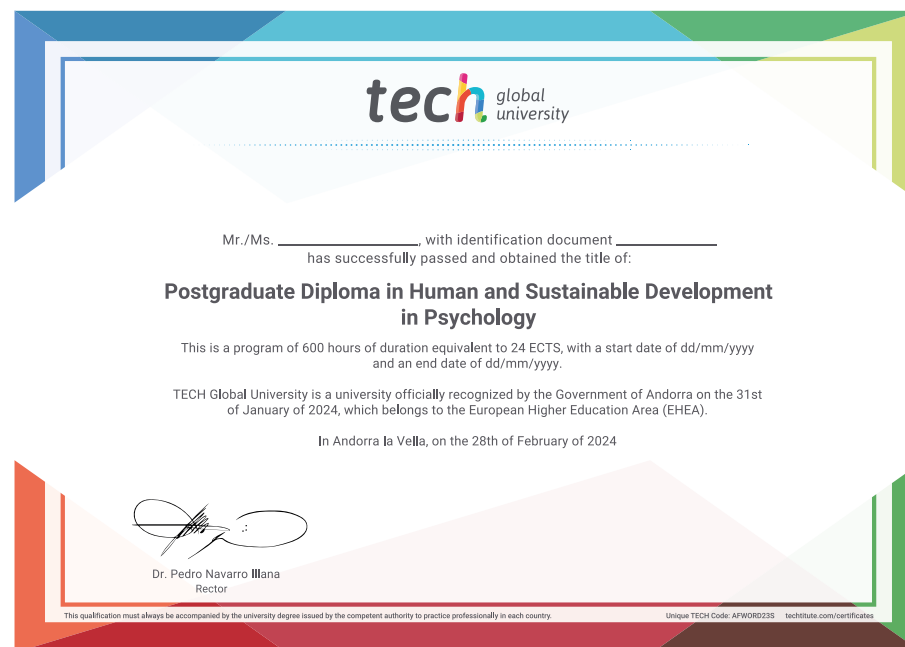 tech global
university
Mr./Ms. ____________, with identification document ____________
has successfully passed and obtained the title of:
Postgraduate Diploma in Human and Sustainable Development
in Psychology
This is a program of 600 hours of duration equivalent to 24 ECTS, with a start date of dd/mm/yyyy
and an end date of dd/mm/yyyy.
TECH Global University is a university officially recognized by the Government of Andorra on the 31st
of January of 2024, which belongs to the European Higher Education Area (EHEA).
In Andorra la Vella, on the 28th of February of 2024
Dr. Pedro Navarro Illana
Rector
This qualification must always be accompanied by the university degree issued by the competent authority to practice professionally in each country.
Unique TECH Code: AFWORD23S techtitute.com/certificates